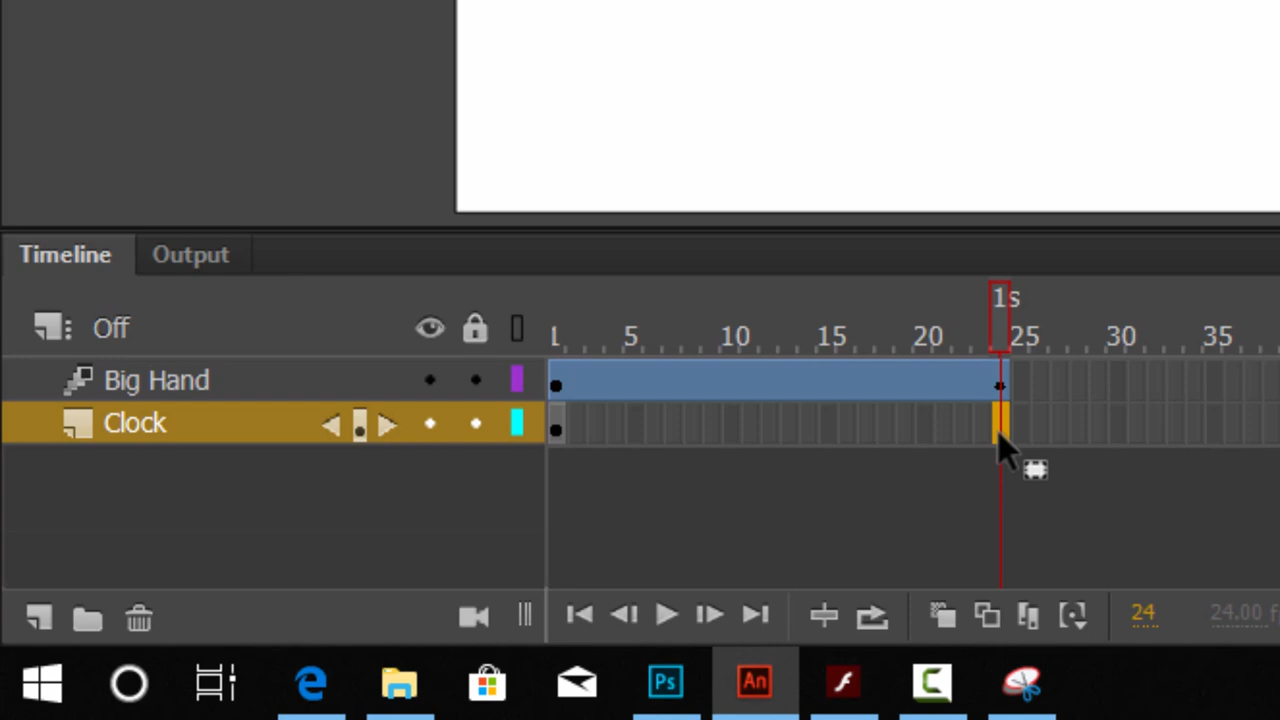 Timeline Output
1s
Off 1 5 10 15 20 25 30 35
Big Hand
Clock
24 24.00 f
Ps An